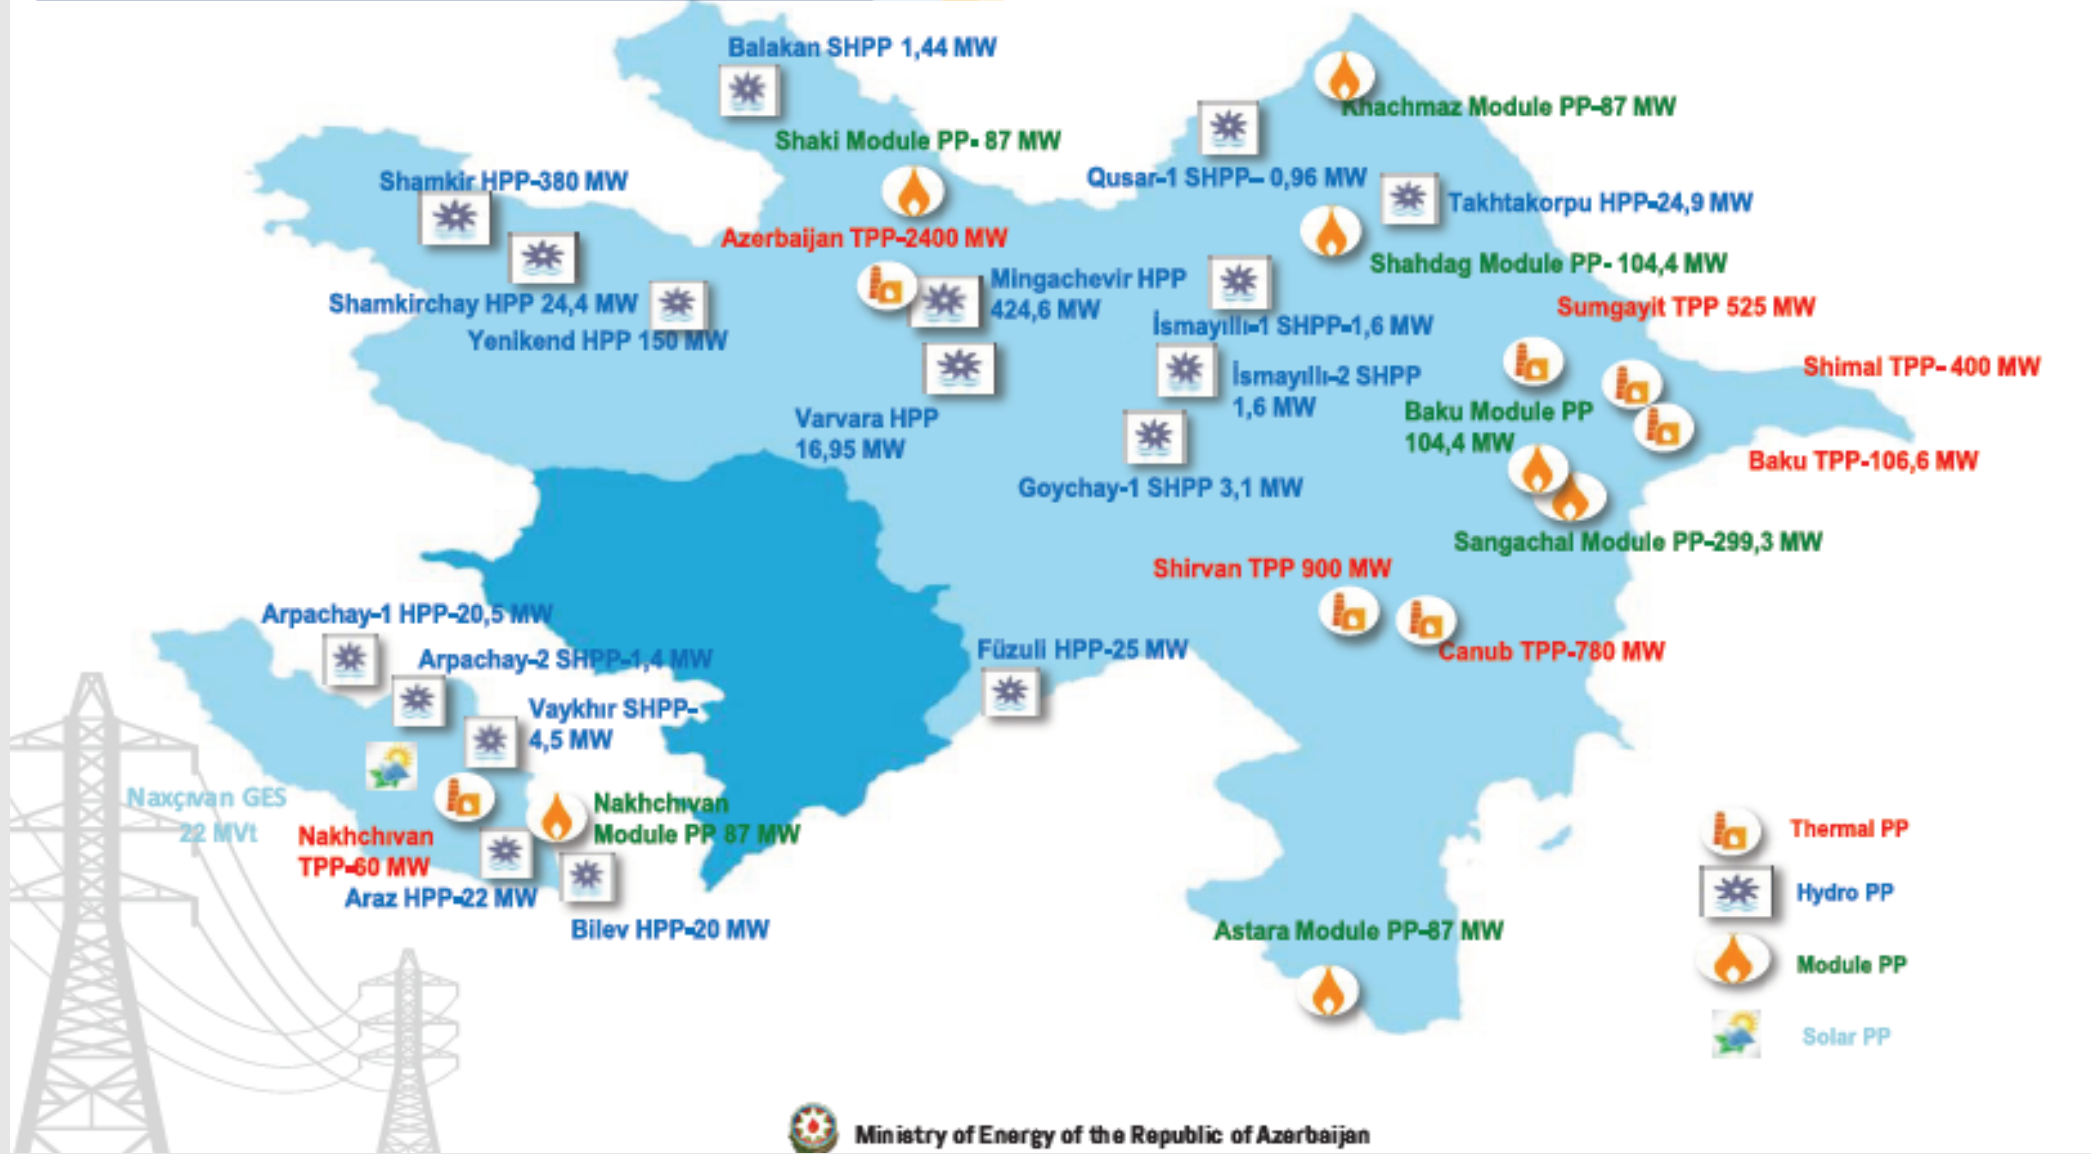 Balakan SHPP 1,44 MW
Khachmaz Module PP-87 MW
Shaki Module PP- 87 MW
Qusar-1 SHPP– 0,96 MW
Shamkir HPP-380 MW
Takhtakorpu HPP-24,9 MW
Azerbaijan TPP-2400 MW
Shahdag Module PP- 104,4 MW
Mingachevir HPP
424,6 MW
Shamkirchay HPP 24,4 MW
Sumgayit TPP 525 MW
İsmayıllı-1 SHPP-1,6 MW
Yenikend HPP 150 MW
Shimal TPP- 400 MW
İsmayıllı-2 SHPP
1,6 MW
Baku Module PP
104,4 MW
Varvara HPP
16,95 MW
Baku TPP-106,6 MW
Goychay-1 SHPP 3,1 MW
Sangachal Module PP-299,3 MW
Shirvan TPP 900 MW
Arpachay-1 HPP-20,5 MW
Füzuli HPP-25 MW
Canub TPP-780 MW
Arpachay-2 SHPP-1,4 MW
Vaykhır SHPP-
4,5 MW
Naxçıvan GES
22 MVt
Nakhchıvan
Module PP 87 MW
Nakhchıvan
TPP-60 MW
Araz HPP-22 MW
Bilev HPP-20 MW
Astara Module PP-87 MW
Thermal PP
Hydro PP
Module PP
Solar PP
Ministry of Energy of the Republic of Azerbaijan